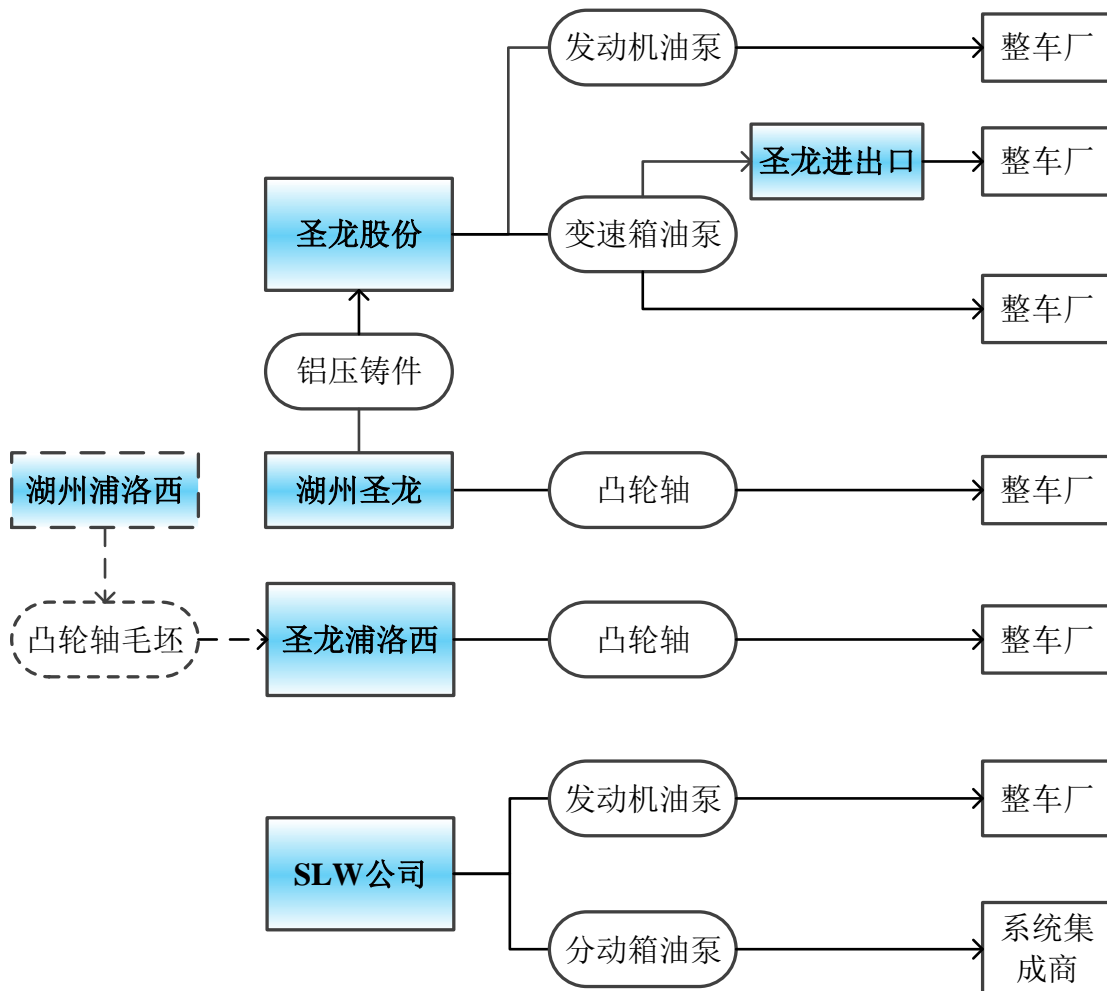 发动机油泵
整车厂
圣龙进出口
整车厂
圣龙股份
变速箱油泵
整车厂
铝压铸件
湖州浦洛西
湖州圣龙
凸轮轴
整车厂
凸轮轴毛坯
圣龙浦洛西
凸轮轴
整车厂
发动机油泵
整车厂
SLW公司
分动箱油泵
系统集
成商